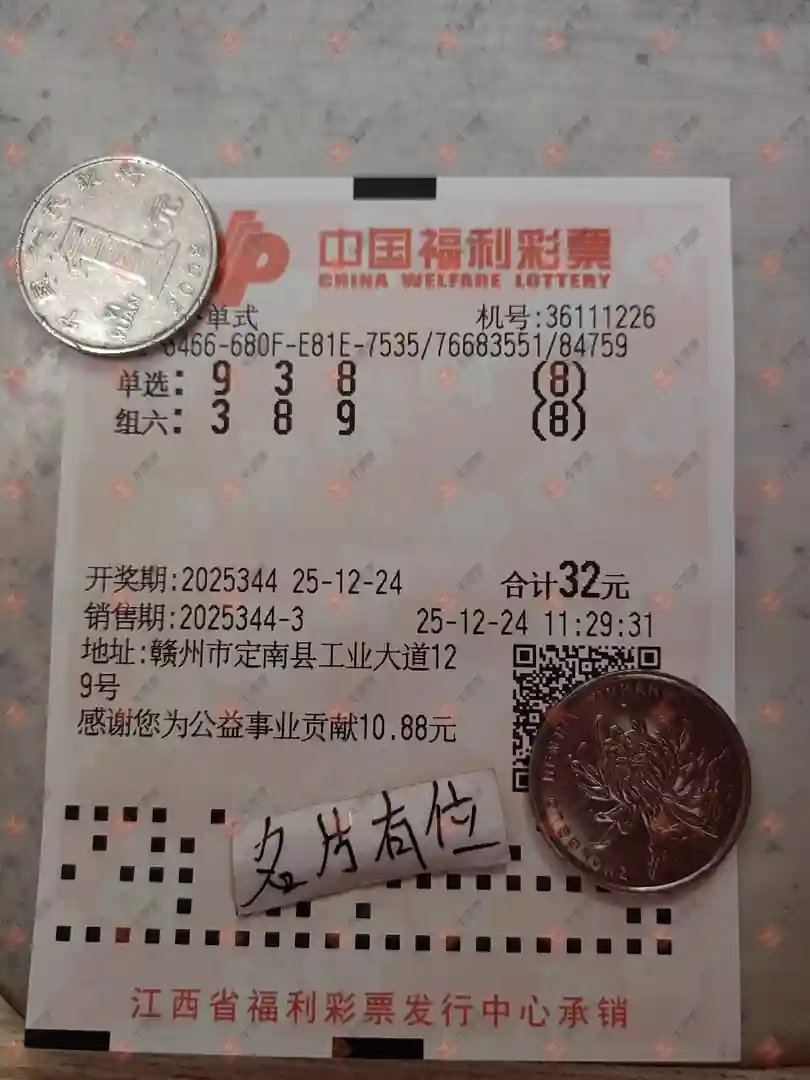 中国福利彩票
CHINA WELFARE LOTTERY
单式 机号:36111226
6466-680F-E81E-7535/76683551/84759
单选: 9 3 8 (8)
组六: 3 8 9 (8)
开奖期:2025344 25-12-24 合计32元
销售期:2025344-3 25-12-24 11:29:31
地址:赣州市定南县工业大道12
9号
感谢您为公益事业贡献10.88元
名片有位
江西省福利彩票发行中心承销
1
元
YI
YUAN
2002